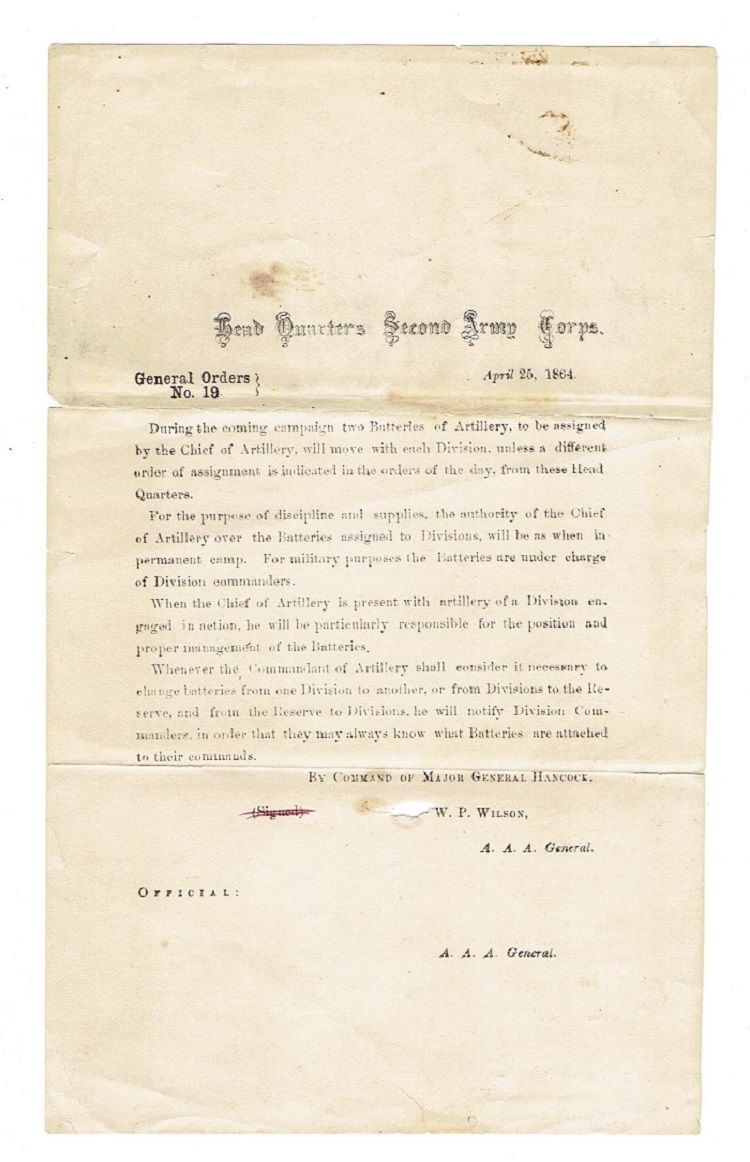 Head Quarters Second Army Corps.
General Orders }
No. 19
April 25, 1864.
During the coming campaign two Batteries of Artillery, to be assigned
by the Chief of Artillery, will move with each Division, unless a different
order of assignment is indicated in the orders of the day, from these Head
Quarters.
For the purpose of discipline and supplies, the authority of the Chief
of Artillery over the Batteries assigned to Divisions, will be as when in
permanent camp. For military purposes the Batteries are under charge
of Division commanders.
When the Chief of Artillery is present with artillery of a Division en-
gaged in action, he will be particularly responsible for the position and
proper management of the Batteries.
Whenever the Commandant of Artillery shall consider it necessary to
change batteries from one Division to another, or from Divisions to the Re-
serve, and from the Reserve to Divisions, he will notify Division Com-
manders, in order that they may always know what Batteries are attached
to their commands.
By Command of Major General Hancock.
(Signed) W. P. Wilson,
A. A. A. General.
Official:
A. A. A. General.